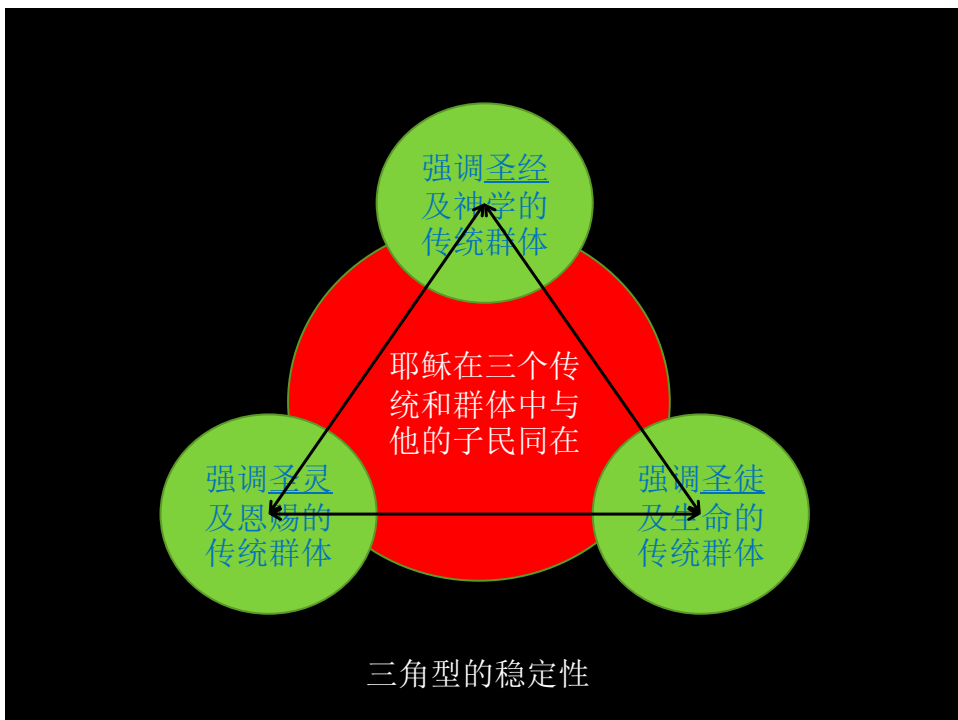 强调圣经
及神学的
传统群体
耶稣在三个传
统和群体中与
他的子民同在
强调圣灵
及恩赐的
传统群体
强调圣徒
及生命的
传统群体
三角型的稳定性